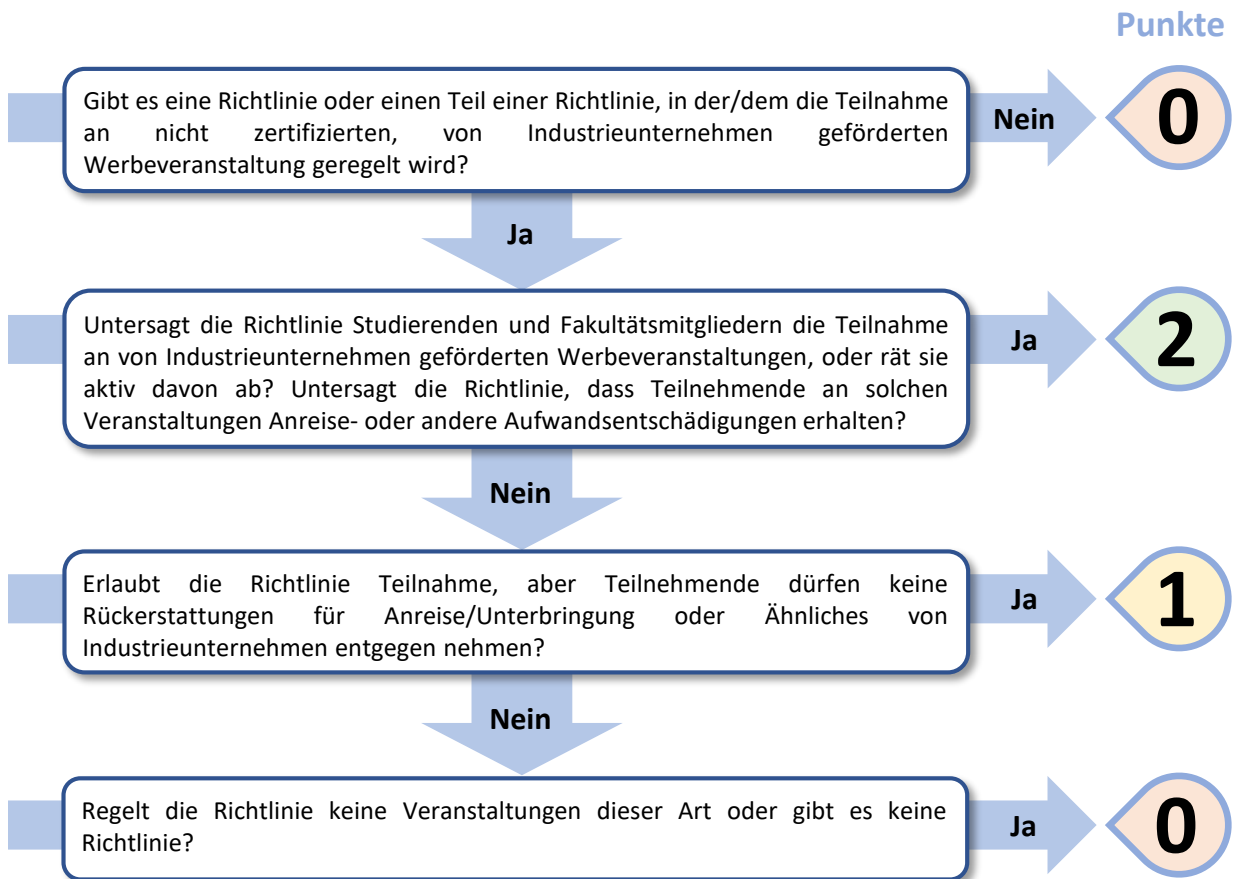 Punkte
Gibt es eine Richtlinie oder einen Teil einer Richtlinie, in der/dem die Teilnahme
an nicht zertifizierten, von Industrieunternehmen geförderten
Werbeveranstaltung geregelt wird?
Nein
0
Ja
Untersagt die Richtlinie Studierenden und Fakultätsmitgliedern die Teilnahme
an von Industrieunternehmen geförderten Werbeveranstaltungen, oder rät sie
aktiv davon ab? Untersagt die Richtlinie, dass Teilnehmende an solchen
Veranstaltungen Anreise- oder andere Aufwandsentschädigungen erhalten?
Ja
2
Nein
Erlaubt die Richtlinie Teilnahme, aber Teilnehmende dürfen keine
Rückerstattungen für Anreise/Unterbringung oder Ähnliches von
Industrieunternehmen entgegen nehmen?
Ja
1
Nein
Regelt die Richtlinie keine Veranstaltungen dieser Art oder gibt es keine
Richtlinie?
Ja
0